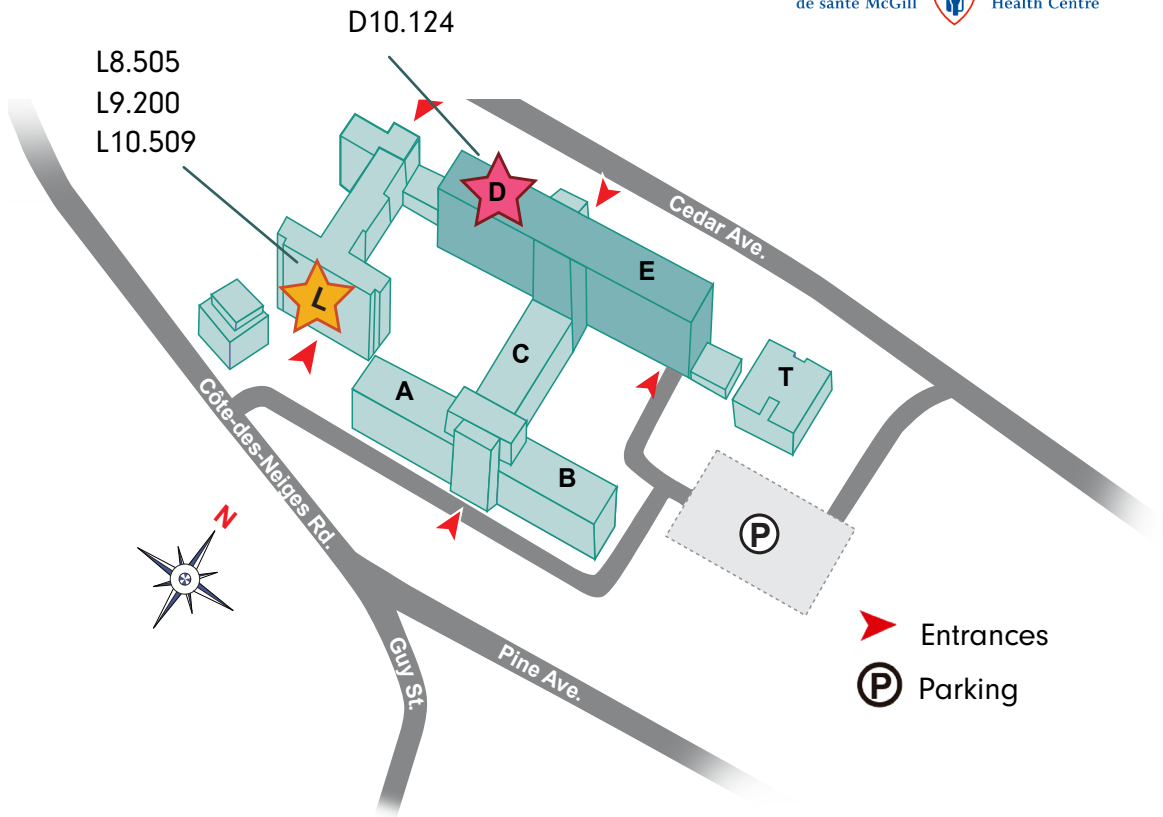 de santé McGill
Health Centre
D10.124
L8.505
L9.200
L10.509
D
Cedar Ave.
E
L
C
T
A
B
Côte-des-Neiges Rd.
N
P
Entrances
P Parking
Guy St.
Pine Ave.